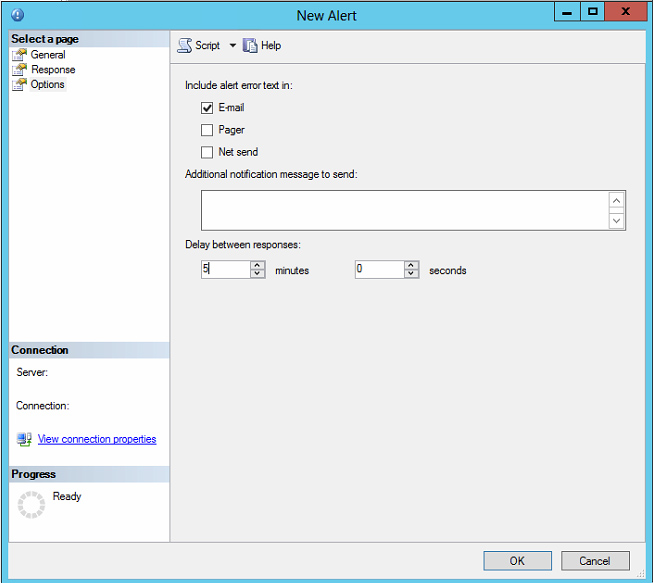 New Alert
Select a page
General
Response
Options
Script
Help
Include alert error text in:
E-mail
Pager
Net send
Additional notification message to send:
Delay between responses:
5 minutes 0 seconds
Connection
Server:
Connection:
View connection properties
Progress
Ready
OK Cancel